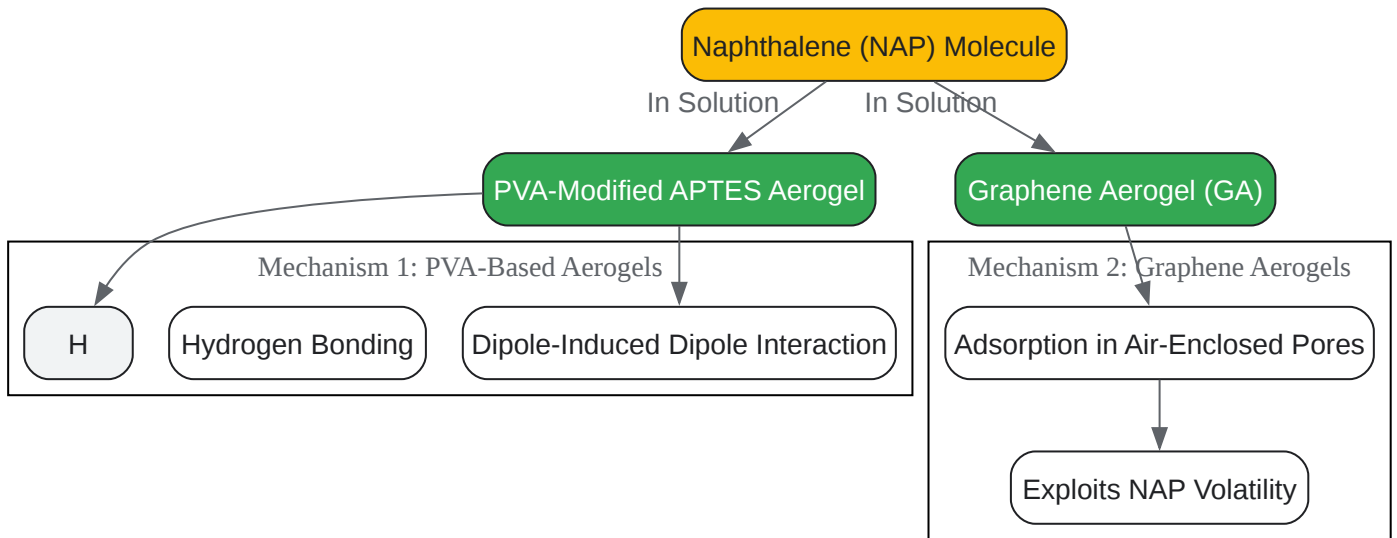 Naphthalene (NAP) Molecule
In Solution
In Solution
PVA-Modified APTES Aerogel
Graphene Aerogel (GA)
Mechanism 1: PVA-Based Aerogels
Mechanism 2: Graphene Aerogels
H
Hydrogen Bonding
Dipole-Induced Dipole Interaction
Adsorption in Air-Enclosed Pores
Exploits NAP Volatility